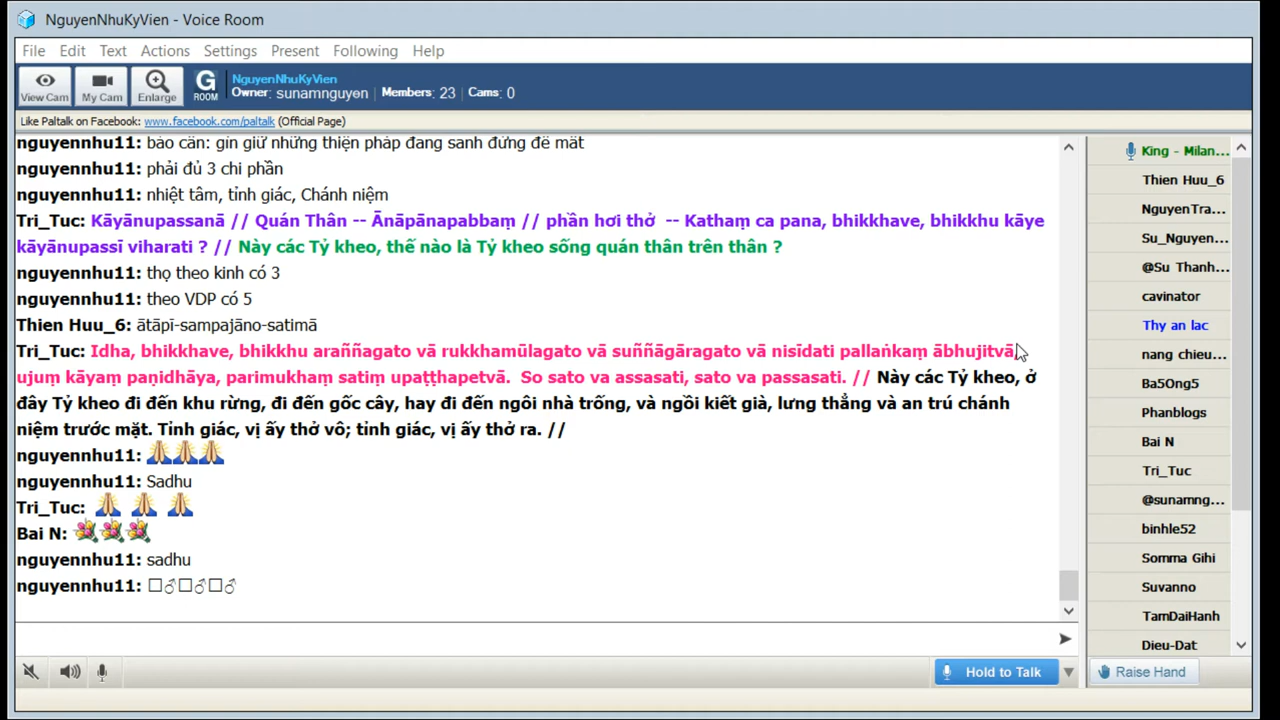 NguyenNhuKyVien - Voice Room
File Edit Text Actions Settings Present Following Help
View Cam My Cam Enlarge G ROOM NguyenNhuKyVien
Owner: sunamnguyen Members: 23 Cams: 0
Like Paltalk on Facebook: www.facebook.com/paltalk (Official Page)
nguyennhu11: bảo cần: gìn giữ những thiện pháp đang sanh đừng để mất
nguyennhu11: phải đủ 3 chi phần
nguyennhu11: nhiệt tâm, tỉnh giác, Chánh niệm
Tri_Tuc: Kāyānupassanā // Quán Thân -- Ānāpānapabbaṃ // phần hơi thở -- Kathaṃ ca pana, bhikkhave, bhikkhu kāye
kāyānupassī viharati ? // Này các Tỷ kheo, thế nào là Tỷ kheo sống quán thân trên thân ?
nguyennhu11: thọ theo kinh có 3
nguyennhu11: theo VDP có 5
Thien Huu_6: ātāpī-sampajāno-satimā
Tri_Tuc: Idha, bhikkhave, bhikkhu araññagato vā rukkhamūlagato vā suññāgāragato vā nisīdati pallaṅkaṃ ābhujitvā,
ujuṃ kāyaṃ paṇidhāya, parimukhaṃ satiṃ upaṭṭhapetvā. So sato va assasati, sato va passasati. // Này các Tỷ kheo, ở
đây Tỷ kheo đi đến khu rừng, đi đến gốc cây, hay đi đến ngôi nhà trống, và ngồi kiết già, lưng thẳng và an trú chánh
niệm trước mặt. Tỉnh giác, vị ấy thở vô; tỉnh giác, vị ấy thở ra. //
nguyennhu11: 🙏🙏🙏
nguyennhu11: Sadhu
Tri_Tuc: 🙏 🙏 🙏
Bai N: 💐💐💐
nguyennhu11: sadhu
nguyennhu11: □♂□♂□♂
King - Milan...
Thien Huu_6
NguyenTra...
Su_Nguyen...
@Su Thanh...
cavinator
Thy an lac
nang chieu...
Ba5Ong5
Phanblogs
Bai N
Tri_Tuc
@sunamng...
binhle52
Somma Gihi
Suvanno
TamDaiHanh
Dieu-Dat
Hold to Talk Raise Hand